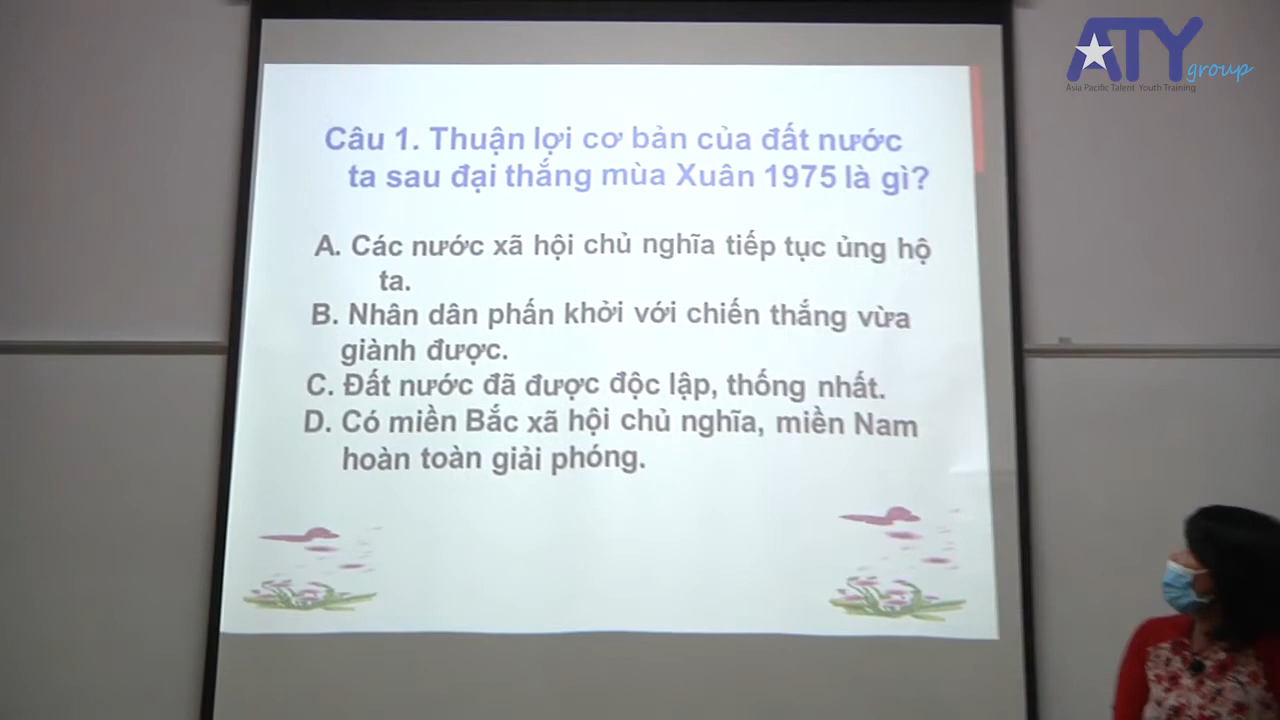 ATY
group
Asia Pacific Talent Youth Training
Câu 1. Thuận lợi cơ bản của đất nước
ta sau đại thắng mùa Xuân 1975 là gì?
A. Các nước xã hội chủ nghĩa tiếp tục ủng hộ
ta.
B. Nhân dân phấn khởi với chiến thắng vừa
giành được.
C. Đất nước đã được độc lập, thống nhất.
D. Có miền Bắc xã hội chủ nghĩa, miền Nam
hoàn toàn giải phóng.